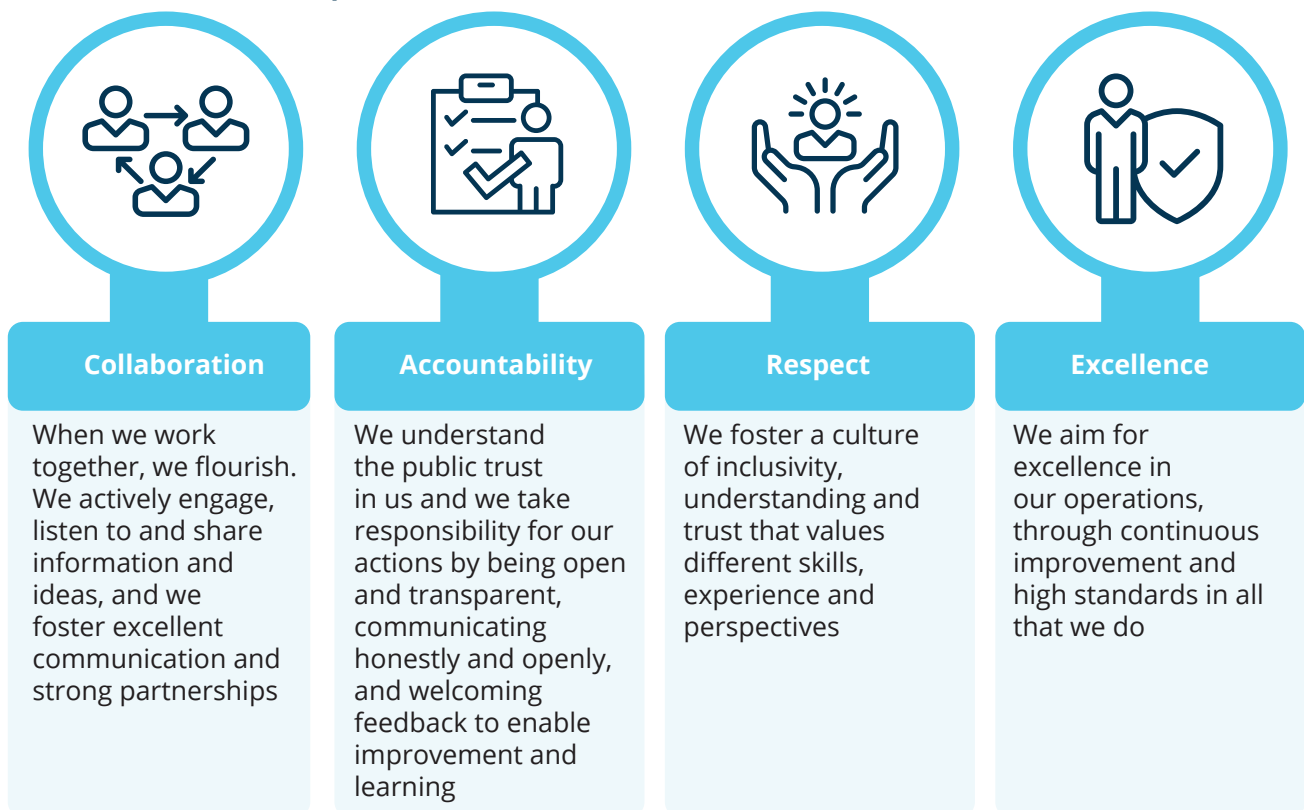 Collaboration
When we work
together, we flourish.
We actively engage,
listen to and share
information and
ideas, and we
foster excellent
communication and
strong partnerships
Accountability
We understand
the public trust
in us and we take
responsibility for our
actions by being open
and transparent,
communicating
honestly and openly,
and welcoming
feedback to enable
improvement and
learning
Respect
We foster a culture
of inclusivity,
understanding and
trust that values
different skills,
experience and
perspectives
Excellence
We aim for
excellence in
our operations,
through continuous
improvement and
high standards in all
that we do